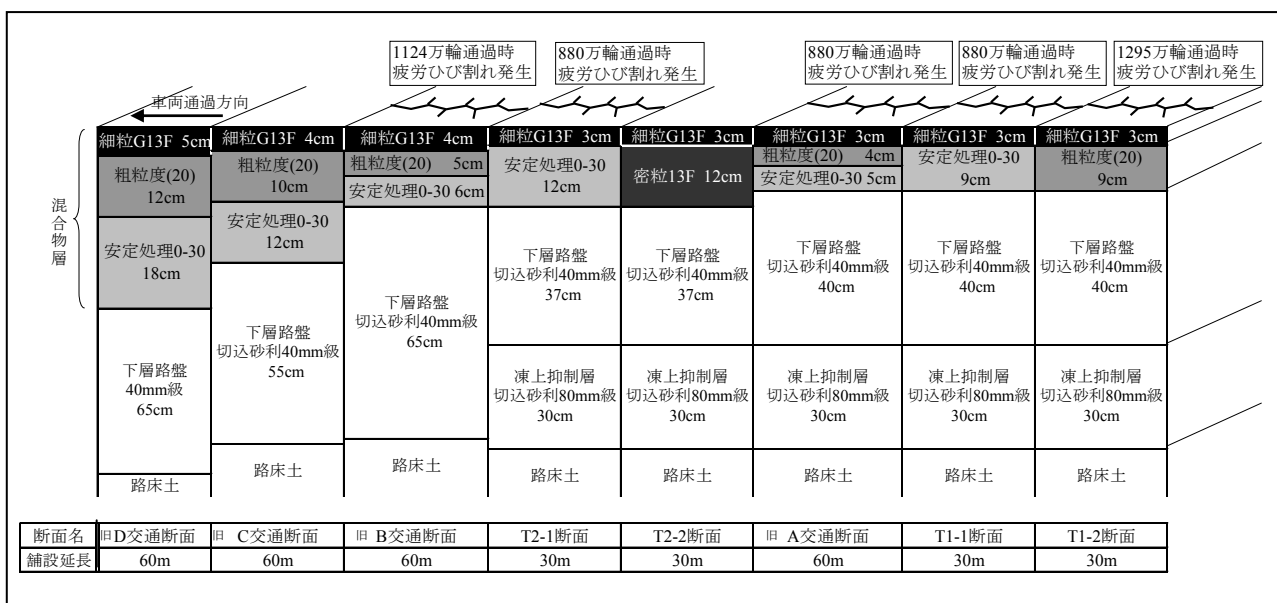 1124万輪通過時
疲労ひび割れ発生
880万輪通過時
疲労ひび割れ発生
880万輪通過時
疲労ひび割れ発生
880万輪通過時
疲労ひび割れ発生
1295万輪通過時
疲労ひび割れ発生
車両通過方向
混合物層
細粒G13F 5cm
粗粒度(20)
12cm
安定処理0-30
18cm
下層路盤
40mm級
65cm
路床土
細粒G13F 4cm
粗粒度(20)
10cm
安定処理0-30
12cm
下層路盤
切込砂利40mm級
55cm
路床土
細粒G13F 4cm
粗粒度(20) 5cm
安定処理0-30 6cm
下層路盤
切込砂利40mm級
65cm
路床土
細粒G13F 3cm
安定処理0-30
12cm
下層路盤
切込砂利40mm級
37cm
凍上抑制層
切込砂利80mm級
30cm
路床土
細粒G13F 3cm
密粒13F 12cm
下層路盤
切込砂利40mm級
37cm
凍上抑制層
切込砂利80mm級
30cm
路床土
細粒G13F 3cm
粗粒度(20) 4cm
安定処理0-30 5cm
下層路盤
切込砂利40mm級
40cm
凍上抑制層
切込砂利80mm級
30cm
路床土
細粒G13F 3cm
安定処理0-30
9cm
下層路盤
切込砂利40mm級
40cm
凍上抑制層
切込砂利80mm級
30cm
路床土
細粒G13F 3cm
粗粒度(20)
9cm
下層路盤
切込砂利40mm級
40cm
凍上抑制層
切込砂利80mm級
30cm
路床土
断面名 旧D交通断面 旧 C交通断面 旧 B交通断面 T2-1断面 T2-2断面 旧 A交通断面 T1-1断面 T1-2断面
舗設延長 60m 60m 60m 30m 30m 60m 30m 30m